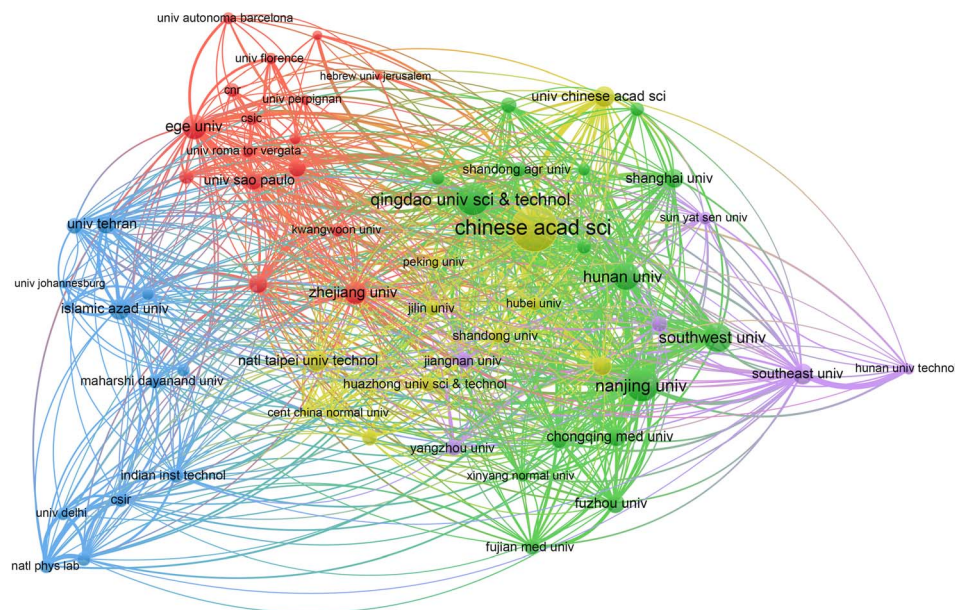 univ autonoma barcelona
univ florence
hebrew univ jerusalem
cnr
univ perpignan
univ chinese acad sci
csic
ege univ
univ roma tor vergata
shandong agr univ
shanghai univ
univ sao paulo
qingdao univ sci & technol
sun yat sen univ
univ tehran
chinese acad sci
kwangwoon univ
peking univ
hunan univ
univ johannesburg
zhejiang univ
islamic azad univ
jilin univ
hubei univ
shandong univ
southwest univ
natl taipei univ technol
jiangnan univ
hunan univ techno
southeast univ
maharshi dayanand univ
huazhong univ sci & technol
nanjing univ
cent china normal univ
chongqing med univ
yangzhou univ
indian inst technol
xinyang normal univ
csir
fuzhou univ
univ delhi
fujian med univ
natl phys lab